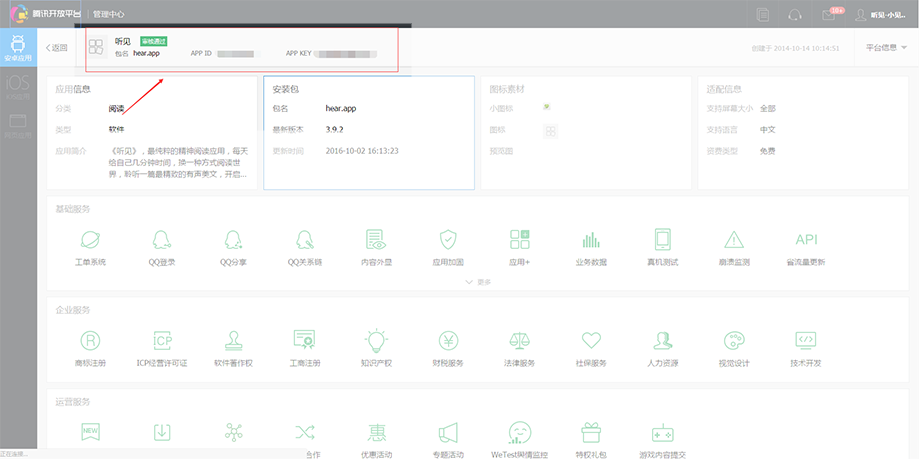 腾讯开放平台 管理中心
18+
听见-小见..
安卓应用
返回
听见 审核通过
包名 hear.app APP ID APP KEY
创建于 2014-10-14 10:14:51
平台信息
iOS
应用信息
分类 阅读
类型 软件
应用简介 《听见》，最纯粹的精神阅读应用，每天
给自己几分钟时间，换一种方式阅读世
界，聆听一篇最精致的有声美文，开启...
安装包
包名 hear.app
最新版本 3.9.2
更新时间 2016-10-02 16:13:23
图标素材
小图标
图标
预览图
适配信息
支持屏幕大小 全部
支持语言 中文
资费类型 免费
基础服务
API
工单系统 QQ登录 QQ分享 QQ关系链 内容外显 应用加固 应用+ 业务数据 真机测试 崩溃监测 省流量更新
更多
企业服务
R ICP
商标注册 ICP经营许可证 软件著作权 工商注册 知识产权 财税服务 法律服务 社保服务 人力资源 视觉设计 技术开发
运营服务
NEW 惠
合作 优惠活动 专题活动 WeTest舆情监控 特权礼包 游戏内容提交
正在连接...